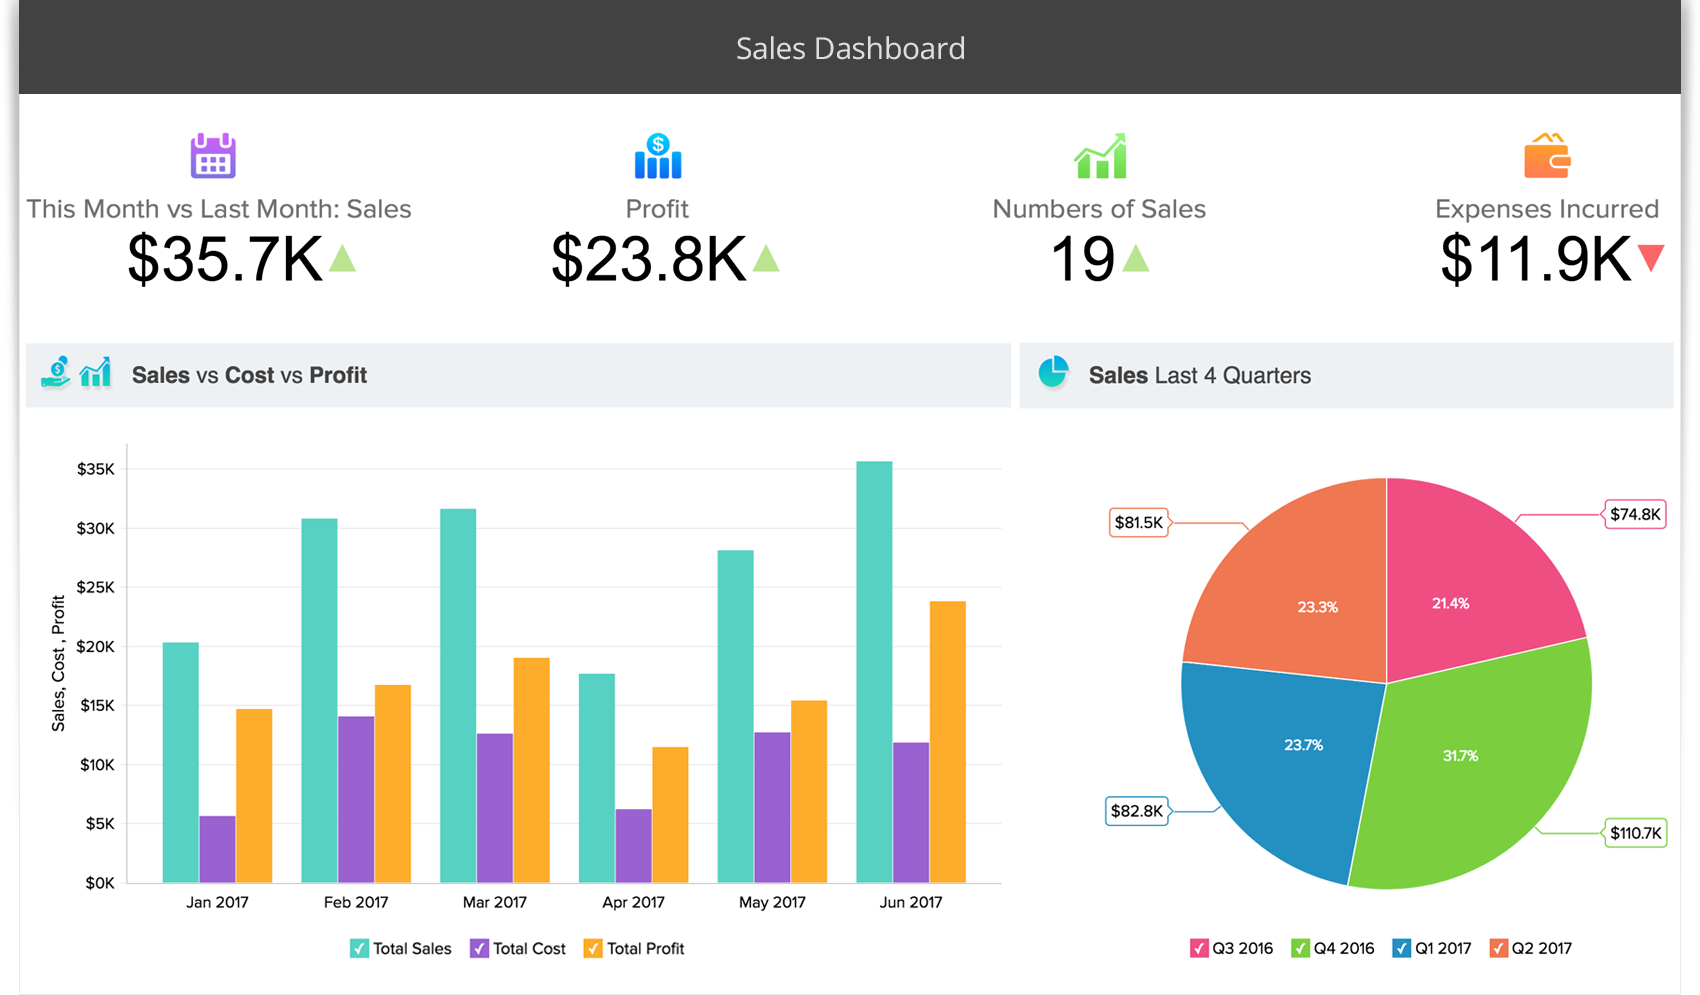 Sales Dashboard
This Month vs Last Month: Sales
$35.7K
Profit
$23.8K
Numbers of Sales
19
Expenses Incurred
$11.9K
Sales vs Cost vs Profit
Sales, Cost , Profit
$35K
$30K
$25K
$20K
$15K
$10K
$5K
$0K
Jan 2017 Feb 2017 Mar 2017 Apr 2017 May 2017 Jun 2017
Total Sales Total Cost Total Profit
Sales Last 4 Quarters
$81.5K
$74.8K
23.3%
21.4%
23.7%
31.7%
$82.8K
$110.7K
Q3 2016 Q4 2016 Q1 2017 Q2 2017